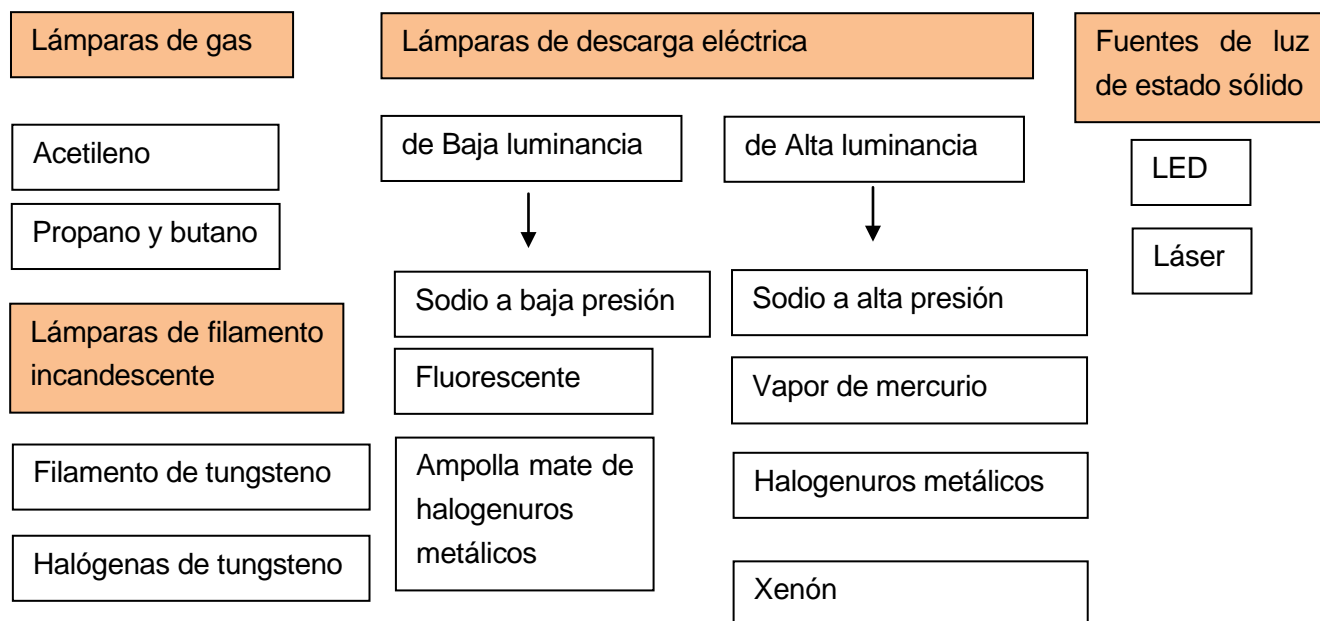 Lámparas de gas
Acetileno
Propano y butano
Lámparas de filamento
incandescente
Filamento de tungsteno
Halógenas de tungsteno
Lámparas de descarga eléctrica
de Baja luminancia
Sodio a baja presión
Fluorescente
Ampolla mate de
halogenuros
metálicos
de Alta luminancia
Sodio a alta presión
Vapor de mercurio
Halogenuros metálicos
Xenón
Fuentes de luz
de estado sólido
LED
Láser